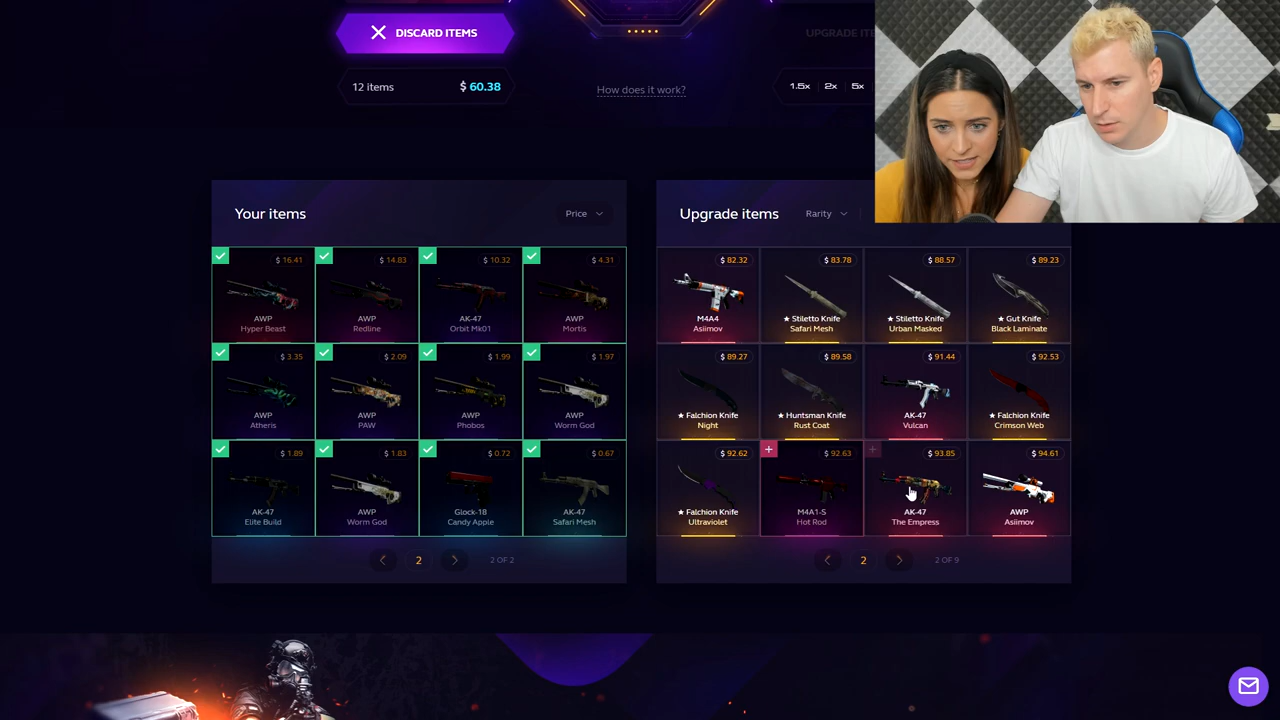 DISCARD ITEMS
12 items
$ 60.38
How does it work?
UPGRADE
1.5x
2x
5x
Your items
Price
Upgrade items
Rarity
$ 16.41
AWP
Hyper Beast
$ 14.83
AWP
Redline
$ 10.32
AK-47
Orbit Mk01
$ 4.31
AWP
Mortis
$ 3.35
AWP
Atheris
$ 2.09
AWP
PAW
$ 1.99
AWP
Phobos
$ 1.97
AWP
Worm God
$ 1.89
AK-47
Elite Build
$ 1.83
AWP
Worm God
$ 0.72
Glock-18
Candy Apple
$ 0.67
AK-47
Safari Mesh
2
2 OF 2
$ 82.32
M4A4
Asiimov
$ 83.78
★ Stiletto Knife
Safari Mesh
$ 88.57
★ Stiletto Knife
Urban Masked
$ 89.23
★ Gut Knife
Black Laminate
$ 89.27
★ Falchion Knife
Night
$ 89.58
★ Huntsman Knife
Rust Coat
$ 91.44
AK-47
Vulcan
$ 92.53
★ Falchion Knife
Crimson Web
$ 92.62
★ Falchion Knife
Ultraviolet
$ 92.63
M4A1-S
Hot Rod
$ 93.85
AK-47
The Empress
$ 94.61
AWP
Asiimov
2
2 OF 9